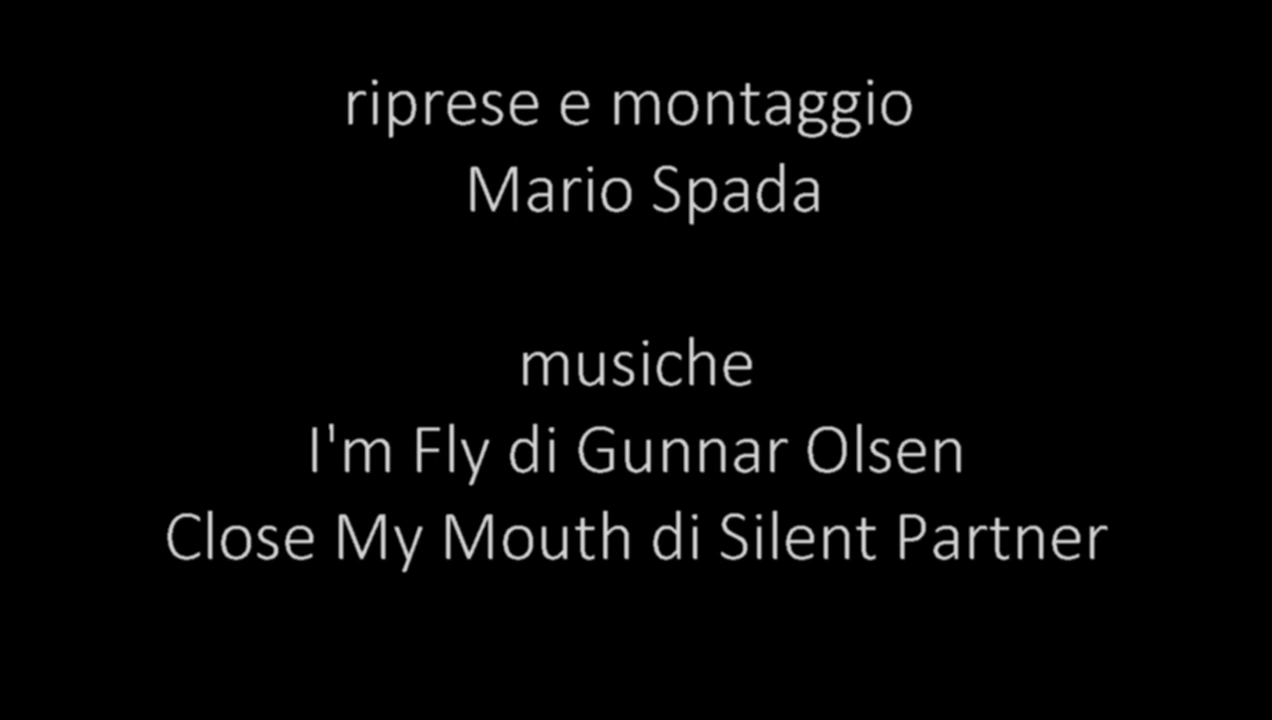 riprese e montaggio
Mario Spada
musiche
I'm Fly di Gunnar Olsen
Close My Mouth di Silent Partner